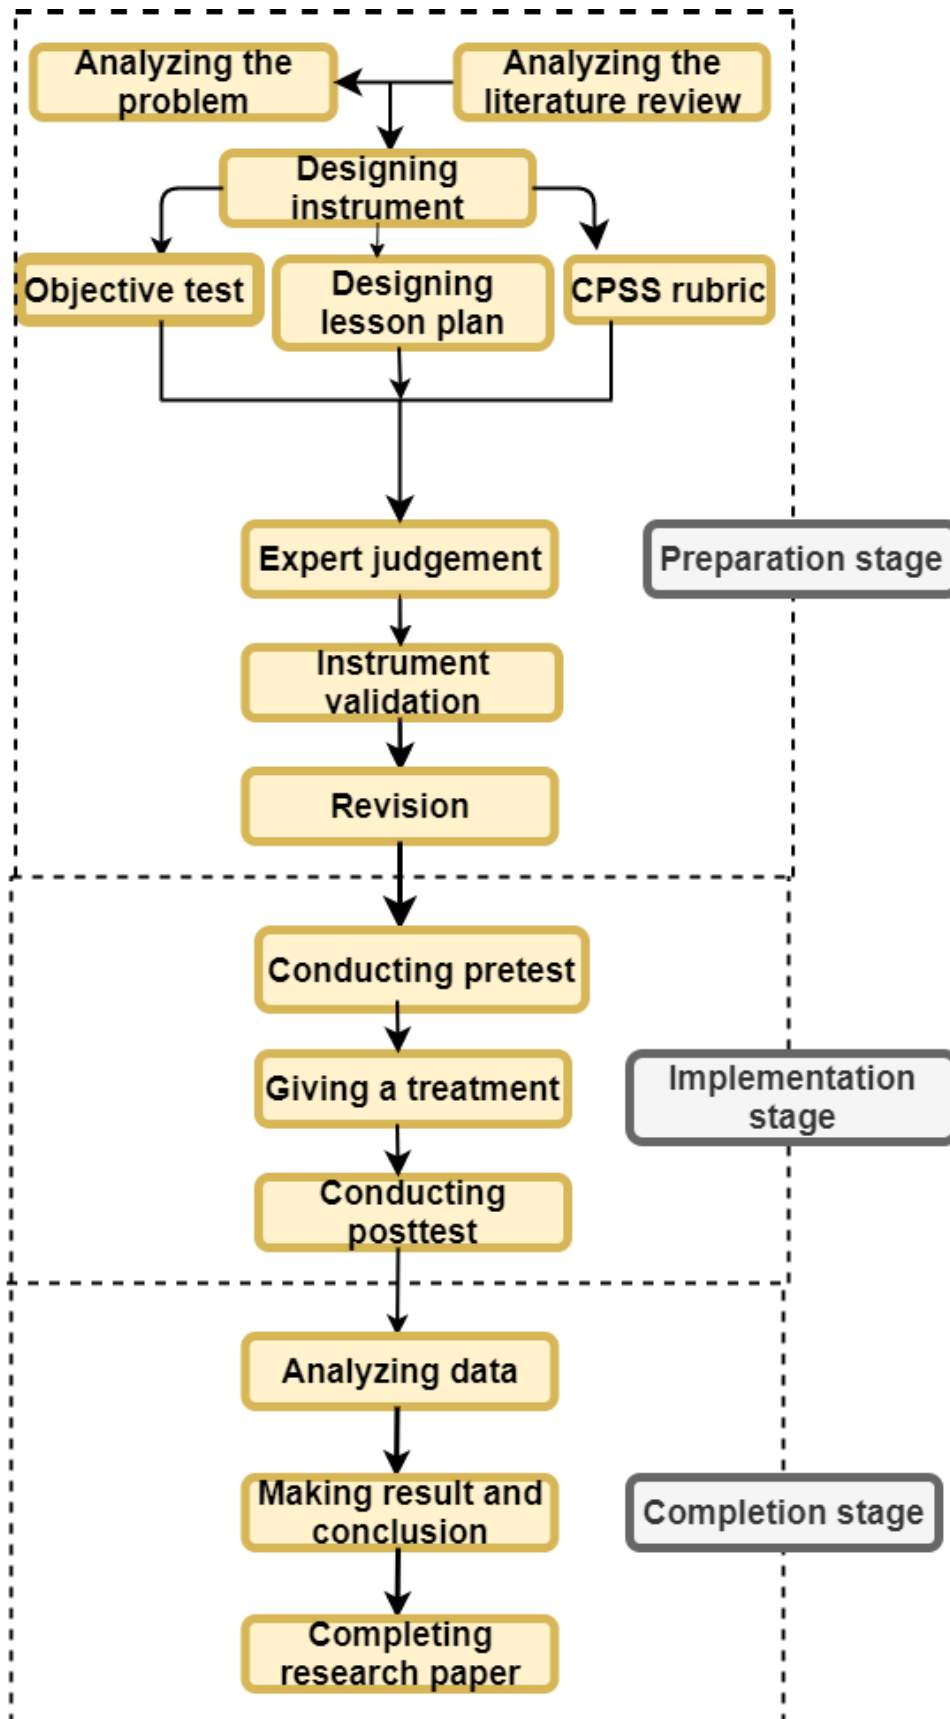 Analyzing the
problem
Analyzing the
literature review
Designing
instrument
Objective test
Designing
lesson plan
CPSS rubric
Expert judgement
Preparation stage
Instrument
validation
Revision
Conducting pretest
Giving a treatment
Implementation
stage
Conducting
posttest
Analyzing data
Making result and
conclusion
Completion stage
Completing
research paper